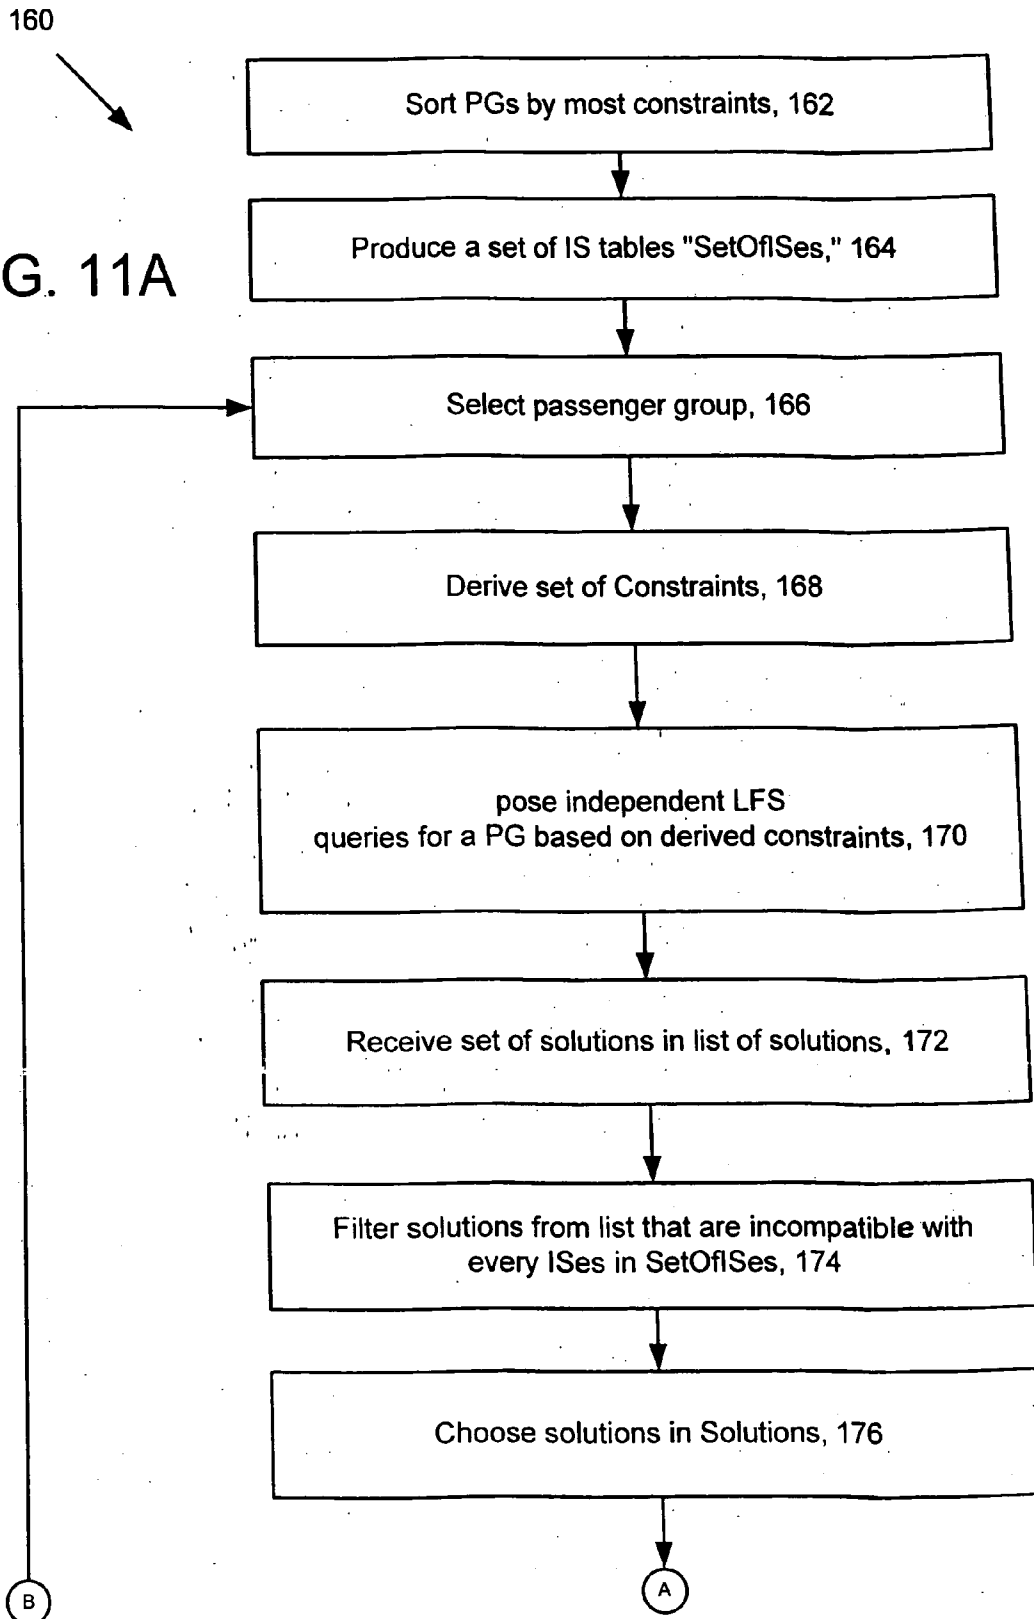 160
Sort PGs by most constraints, 162
Produce a set of IS tables "SetOfISes," 164
G. 11A
Select passenger group, 166
Derive set of Constraints, 168
pose independent LFS
queries for a PG based on derived constraints, 170
Receive set of solutions in list of solutions, 172
Filter solutions from list that are incompatible with
every ISes in SetOfISes, 174
Choose solutions in Solutions, 176
B
A